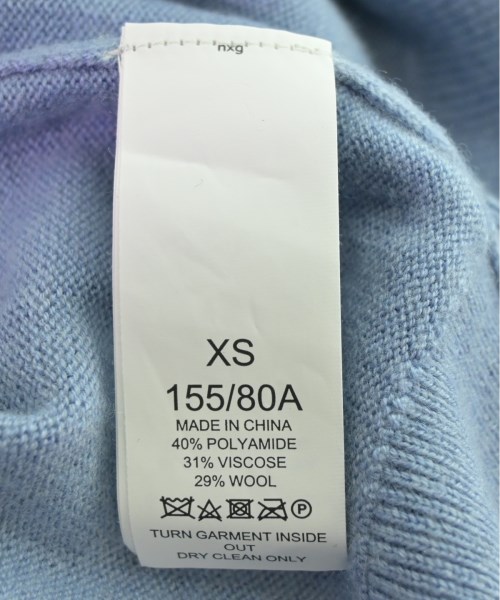 nxg
XS
155/80A
MADE IN CHINA
40% POLYAMIDE
31% VISCOSE
29% WOOL
P
TURN GARMENT INSIDE
OUT
DRY CLEAN ONLY